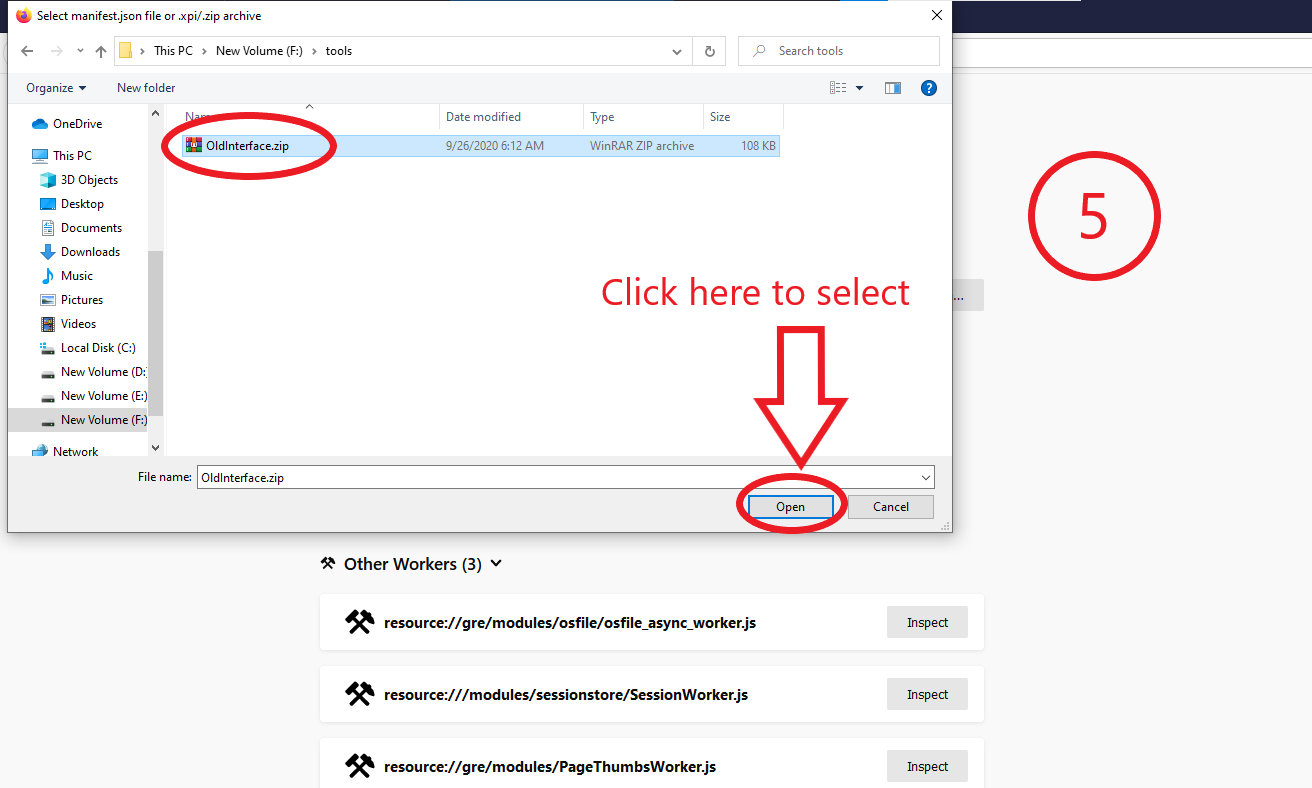 Select manifest.json file or .xpi/.zip archive
This PC > New Volume (F:) > tools
Search tools
Organize
New folder
Name
Date modified
Type
Size
OldInterface.zip
9/26/2020 6:12 AM
WinRAR ZIP archive
108 KB
OneDrive
This PC
3D Objects
Desktop
Documents
Downloads
Music
Pictures
Videos
Local Disk (C:)
New Volume (D:
New Volume (E:)
New Volume (F:)
Network
5
Click here to select
...
File name:
OldInterface.zip
Open
Cancel
Other Workers (3)
resource://gre/modules/osfile/osfile_async_worker.js
Inspect
resource:///modules/sessionstore/SessionWorker.js
Inspect
resource://gre/modules/PageThumbsWorker.js
Inspect